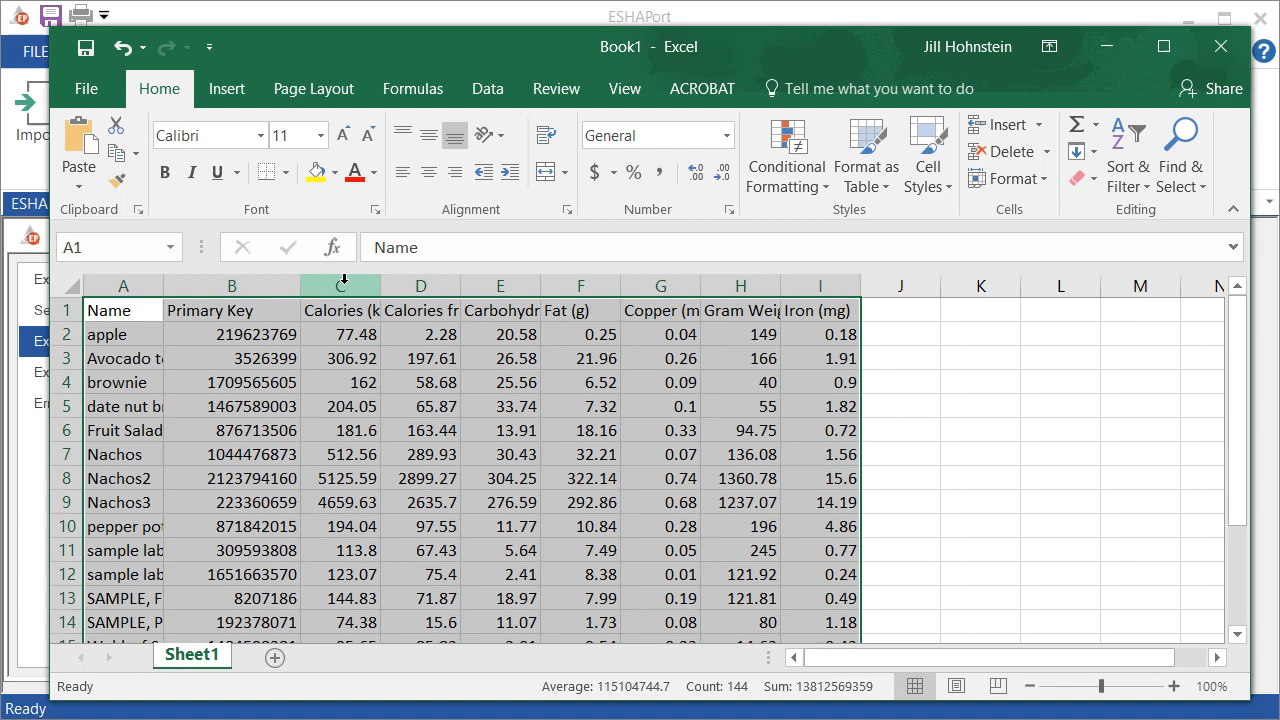 ESHAPort
FILE
Book1 - Excel
Jill Hohnstein
File Home Insert Page Layout Formulas Data Review View ACROBAT Tell me what you want to do Share
Impo
Paste
Calibri 11
General
B I U
A
$ %
Conditional Formatting
Format as Table
Cell Styles
Insert
Delete
Format
Sort & Filter
Find & Select
Clipboard Font Alignment Number Styles Cells Editing
ESHA
A1 fx Name
A B C D E F G H I J K L M N
1 Name Primary Key Calories (k Calories fr Carbohydr Fat (g) Copper (m Gram Weig Iron (mg)
2 apple 219623769 77.48 2.28 20.58 0.25 0.04 149 0.18
3 Avocado to 3526399 306.92 197.61 26.58 21.96 0.26 166 1.91
4 brownie 1709565605 162 58.68 25.56 6.52 0.09 40 0.9
5 date nut br 1467589003 204.05 65.87 33.74 7.32 0.1 55 1.82
6 Fruit Salad 876713506 181.6 163.44 13.91 18.16 0.33 94.75 0.72
7 Nachos 1044476873 512.56 289.93 30.43 32.21 0.07 136.08 1.56
8 Nachos2 2123794160 5125.59 2899.27 304.25 322.14 0.74 1360.78 15.6
9 Nachos3 223360659 4659.63 2635.7 276.59 292.86 0.68 1237.07 14.19
10 pepper pot 871842015 194.04 97.55 11.77 10.84 0.28 196 4.86
11 sample lab 309593808 113.8 67.43 5.64 7.49 0.05 245 0.77
12 sample lab 1651663570 123.07 75.4 2.41 8.38 0.01 121.92 0.24
13 SAMPLE, F 8207186 144.83 71.87 18.97 7.99 0.19 121.81 0.49
14 SAMPLE, P 192378071 74.38 15.6 11.07 1.73 0.08 80 1.18
Ex
Se
Ex
Ex
Er
Sheet1
Ready Average: 115104744.7 Count: 144 Sum: 13812569359 100%
Ready